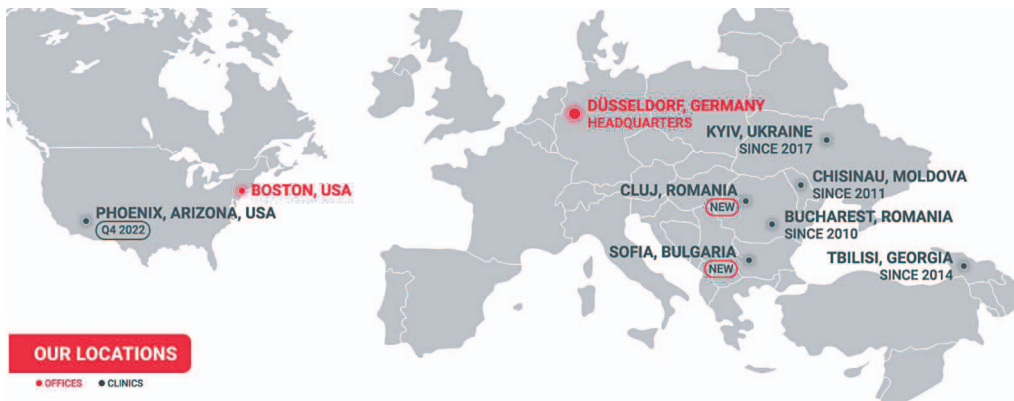 DÜSSELDORF, GERMANY
HEADQUARTERS
KYIV, UKRAINE
SINCE 2017
CHISINAU, MOLDOVA
SINCE 2011
BOSTON, USA
CLUJ, ROMANIA
NEW
PHOENIX, ARIZONA, USA
Q4 2022
BUCHAREST, ROMANIA
SINCE 2010
SOFIA, BULGARIA
NEW
TBILISI, GEORGIA
SINCE 2014
OUR LOCATIONS
OFFICES CLINICS